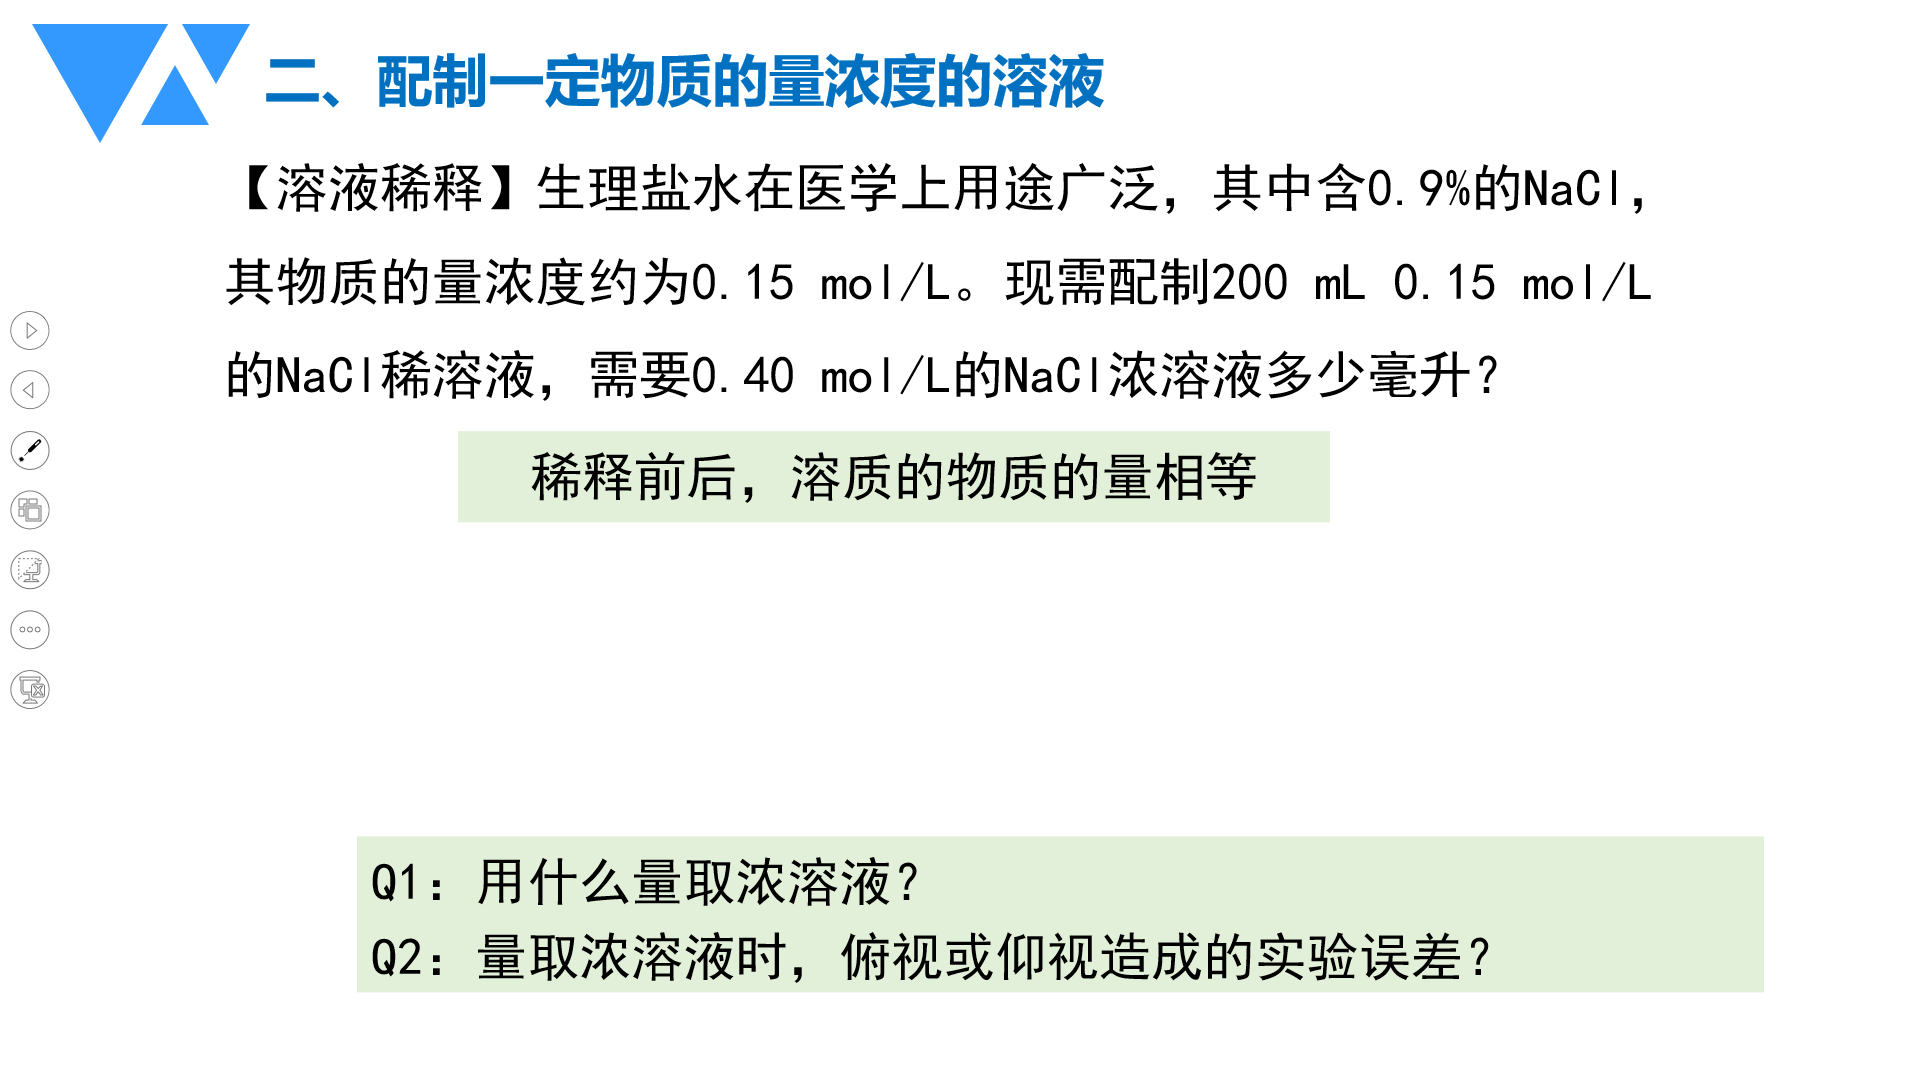 二、配制一定物质的量浓度的溶液
【溶液稀释】生理盐水在医学上用途广泛，其中含0.9%的NaCl，
其物质的量浓度约为0.15 mol/L。现需配制200 mL 0.15 mol/L
的NaCl稀溶液，需要0.40 mol/L的NaCl浓溶液多少毫升？
稀释前后，溶质的物质的量相等
Q1：用什么量取浓溶液？
Q2：量取浓溶液时，俯视或仰视造成的实验误差？